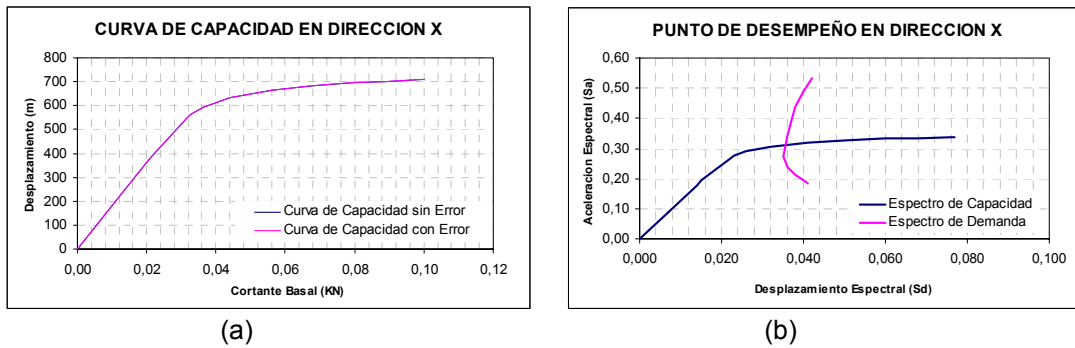 CURVA DE CAPACIDAD EN DIRECCION X
800
700
600
500
400
300
200
100
0
Desplazamiento (m)
0,00 0,02 0,04 0,06 0,08 0,10 0,12
Cortante Basal (KN)
Curva de Capacidad sin Error
Curva de Capacidad con Error
(a)
PUNTO DE DESEMPEÑO EN DIRECCION X
0,60
0,50
0,40
0,30
0,20
0,10
0,00
Aceleracion Espectral (Sa)
0,000 0,020 0,040 0,060 0,080 0,100
Desplazamiento Espectral (Sd)
Espectro de Capacidad
Espectro de Demanda
(b)